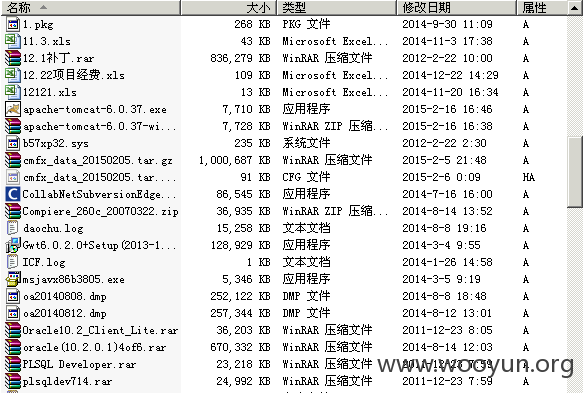 名称 大小 类型 修改日期 属性
1.pkg 268 KB PKG 文件 2014-9-30 11:09 A
11.3.xls 43 KB Microsoft Excel... 2014-11-3 17:38 A
12.1补丁.rar 836,279 KB WinRAR 压缩文件 2012-2-22 10:00 A
12.22项目经费.xls 109 KB Microsoft Excel... 2014-12-22 14:29 A
12121.xls 13 KB Microsoft Excel... 2014-11-20 16:34 A
apache-tomcat-6.0.37.exe 7,710 KB 应用程序 2015-2-16 16:46 A
apache-tomcat-6.0.37-wi... 7,728 KB WinRAR ZIP 压缩... 2015-2-16 16:38 A
b57xp32.sys 235 KB 系统文件 2012-2-22 2:30 A
cmfx_data_20150205.tar.gz 1,000,687 KB WinRAR 压缩文件 2015-2-5 21:48 A
cmfx_data_20150205.tar.... 91 KB CFG 文件 2015-2-6 0:09 HA
CollabNetSubversionEdge... 86,545 KB 应用程序 2014-7-16 16:00 A
Compiere_260c_20070322.zip 36,935 KB WinRAR ZIP 压缩... 2014-8-14 13:52 A
daochu.log 15,258 KB 文本文档 2014-8-8 19:16 A
Gwt6.0.2.0+Setup(2013-1... 128,929 KB 应用程序 2014-3-4 9:55 A
ICF.log 1 KB 文本文档 2014-1-26 14:58 A
msjavx86b3805.exe 5,346 KB 应用程序 2014-3-5 9:19 A
oa20140808.dmp 252,122 KB DMP 文件 2014-8-8 18:48 A
oa20140812.dmp 257,344 KB DMP 文件 2014-8-12 13:01 A
Oracle10.2_Client_Lite.rar 36,203 KB WinRAR 压缩文件 2011-12-23 8:05 A
oracle(10.2.0.1)4of6.rar 670,332 KB WinRAR 压缩文件 2014-8-14 12:03 A
PLSQL Developer.rar 23,218 KB WinRAR 压缩文件 2011-12-23 7:59 A
plsqldev714.rar 24,992 KB WinRAR 压缩文件 2011-12-23 7:59 A
www.wooyun.org